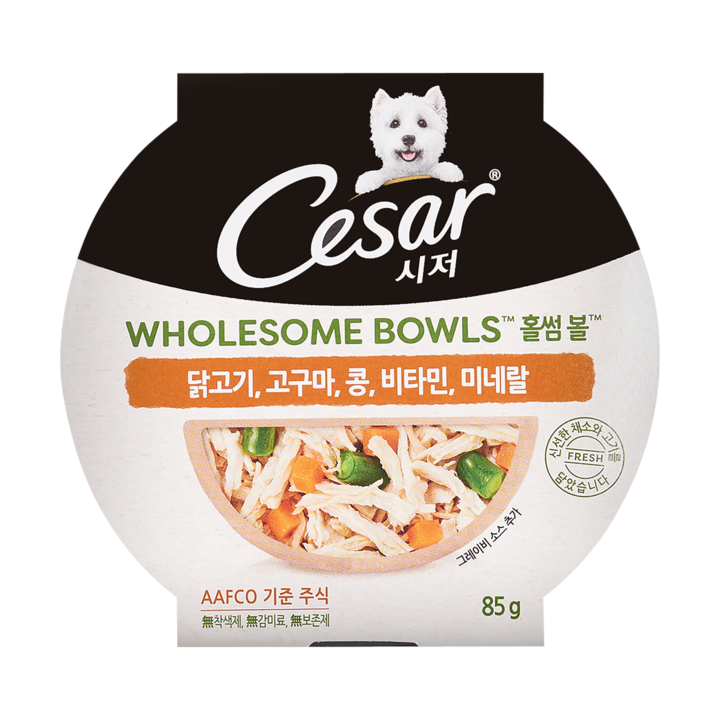 Cesar®
시저
WHOLESOME BOWLS™ 홀썸 볼™
닭고기, 고구마, 콩, 비타민, 미네랄
신선한 채소와 고기를
FRESH
담았습니다
그레이비 소스 추가
AAFCO 기준 주식
無착색제, 無감미료, 無보존제
85g